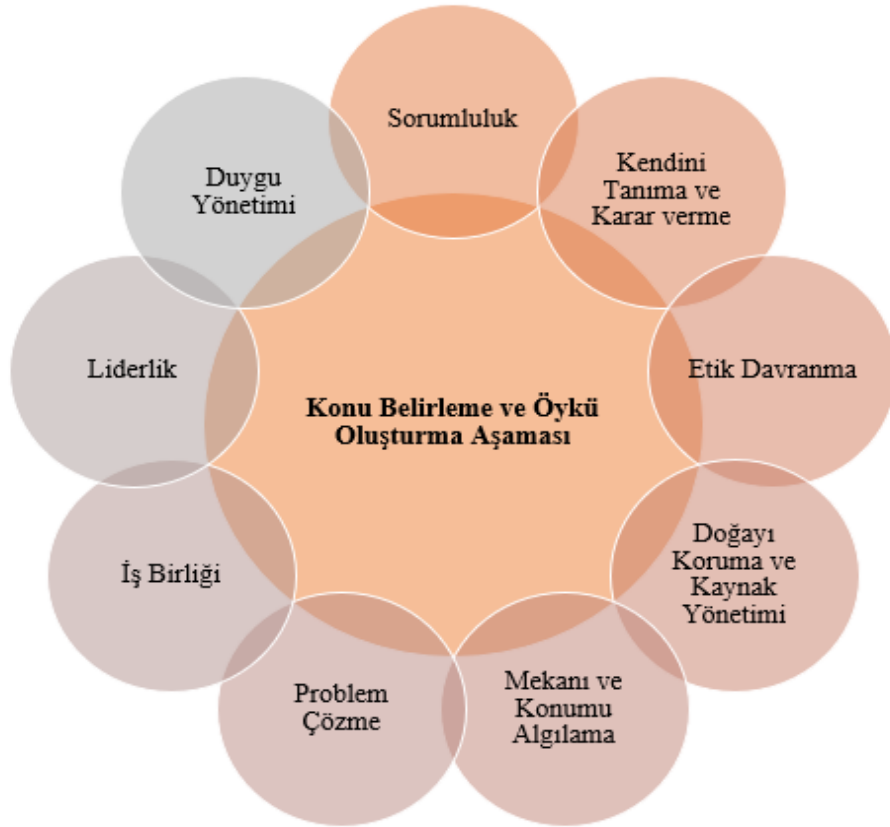 Sorumluluk
Kendini
Tanıma ve
Karar verme
Etik Davranma
Doğayı
Koruma ve
Kaynak
Yönetimi
Mekanı ve
Konumu
Algılama
Problem
Çözme
İş Birliği
Liderlik
Duygu
Yönetimi
Konu Belirleme ve Öykü
Oluşturma Aşaması